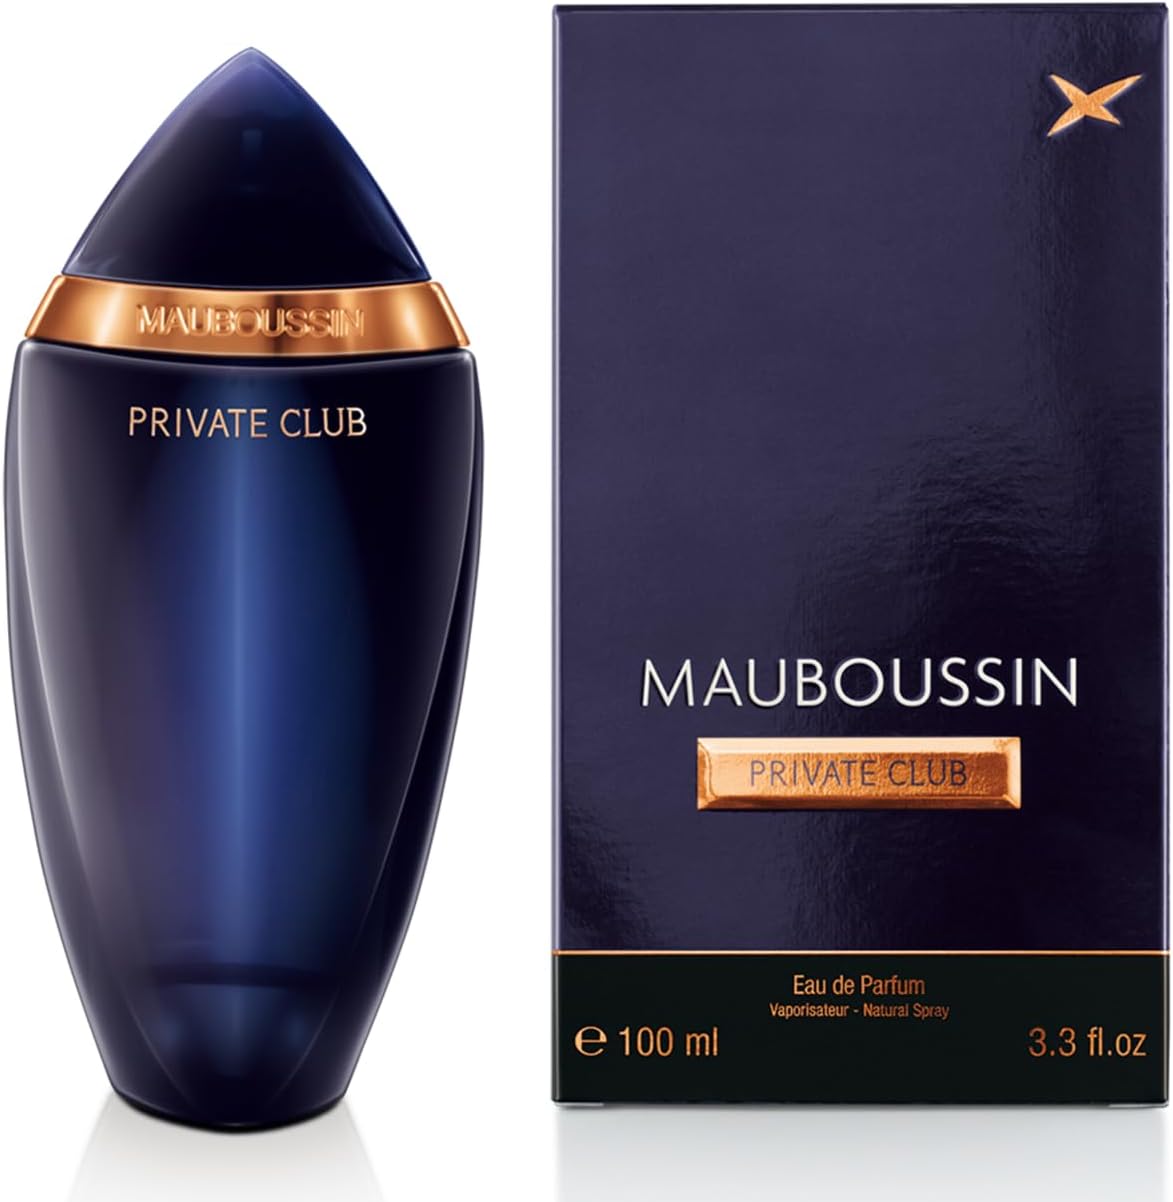 MAUBOUSSIN
PRIVATE CLUB
MAUBOUSSIN
PRIVATE CLUB
Eau de Parfum
Vaporisateur - Natural Spray
℮ 100 ml
3.3 fl.oz